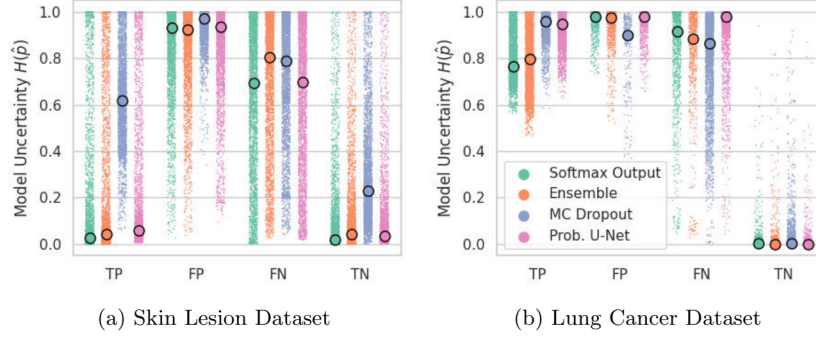 Model Uncertainty H(p̂)
1.0
0.8
0.6
0.4
0.2
0.0
TP FP FN TN
(a) Skin Lesion Dataset
Model Uncertainty H(p̂)
1.0
0.8
0.6
0.4
0.2
0.0
Softmax Output
Ensemble
MC Dropout
Prob. U-Net
TP FP FN TN
(b) Lung Cancer Dataset